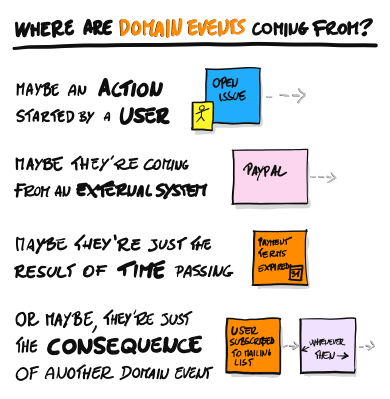 WHERE ARE DOMAIN EVENTS COMING FROM?
MAYBE AN ACTION
STARTED BY A USER
OPEN
ISSUE
MAYBE THEY'RE COMING
FROM AN EXTERNAL SYSTEM
PAYPAL
MAYBE THEY'RE JUST THE
RESULT OF TIME PASSING
PAYMENT
TERMS
EXPIRED
31
OR MAYBE, THEY'RE JUST
THE CONSEQUENCE
OF ANOTHER DOMAIN EVENT
USER
SUBSCRIBED
TO MAILING
LIST
WHENEVER
THEN